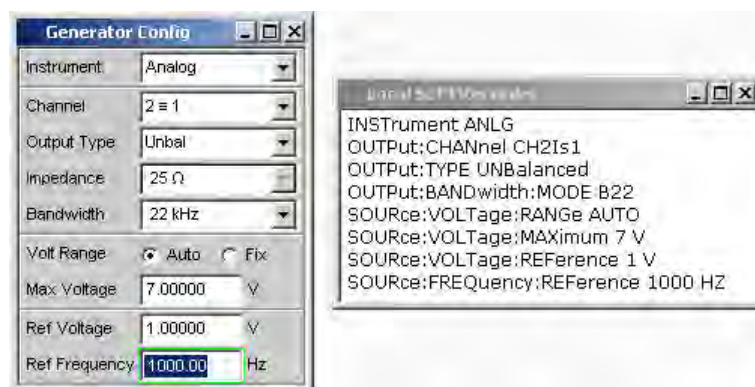 Generator Config
Instrument Analog
Channel 2 ≡ 1
Output Type Unbal
Impedance 25 Ω
Bandwidth 22 kHz
Volt Range Auto Fix
Max Voltage 7.00000 V
Ref Voltage 1.00000 V
Ref Frequency 1000.00 Hz
INSTrument ANLG
OUTPut:CHANnel CH2Is1
OUTPut:TYPE UNBalanced
OUTPut:BANDwidth:MODE B22
SOURce:VOLTage:RANGe AUTO
SOURce:VOLTage:MAXimum 7 V
SOURce:VOLTage:REFerence 1 V
SOURce:FREQuency:REFerence 1000 HZ